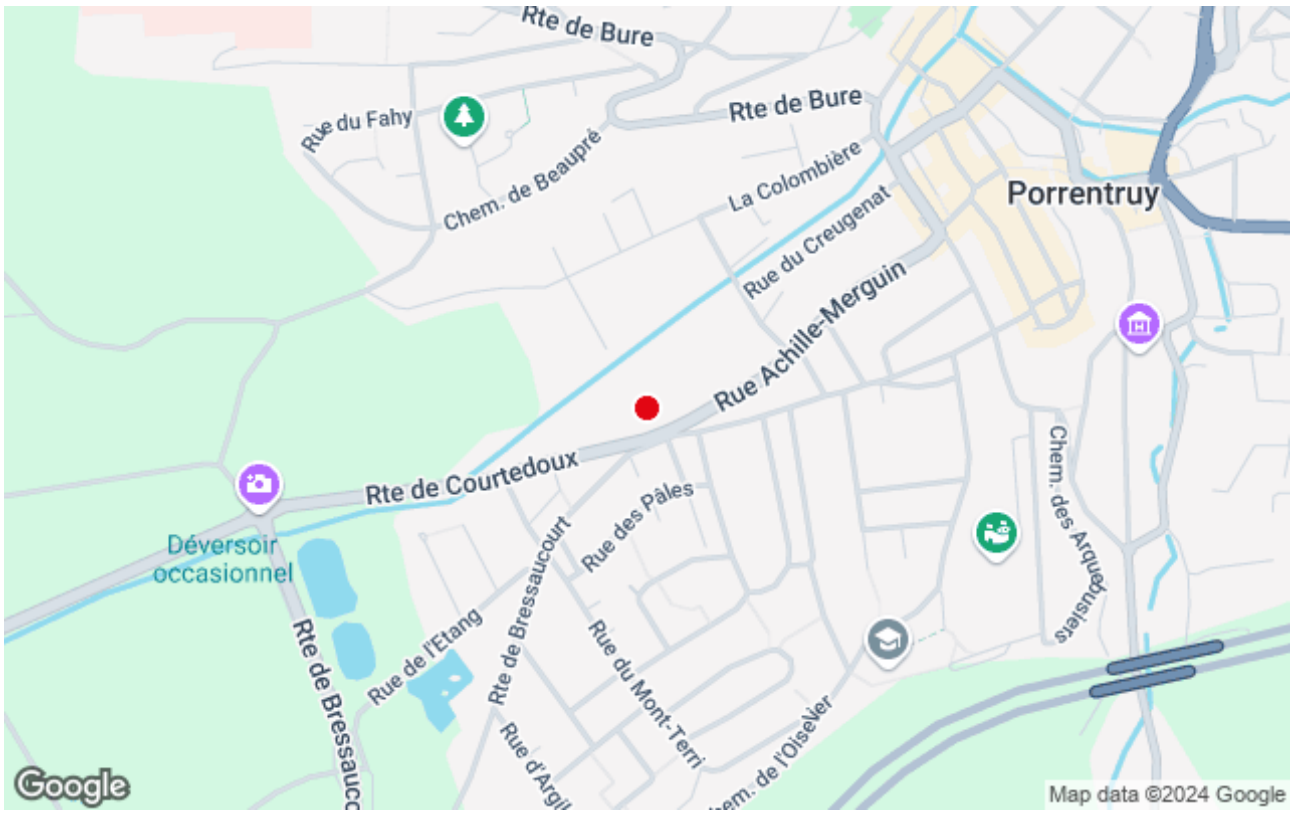 Rte de Bure
Rte de Bure
Rue du Fahy
Chem. de Beaupré
La Colombière
Porrentruy
Rue du Creugenat
Rue Achille-Merguin
H
Rte de Courtedoux
Chem. des Arquebusiers
Rue des Pâles
Déversoir
occasionnel
Rte de Bressaucourt
Rue de l'Etang
Rue du Mont-Terri
Rte de Bressaucou
Rue d'Argil
hem. de l'Oiselier
Google
Map data ©2024 Google